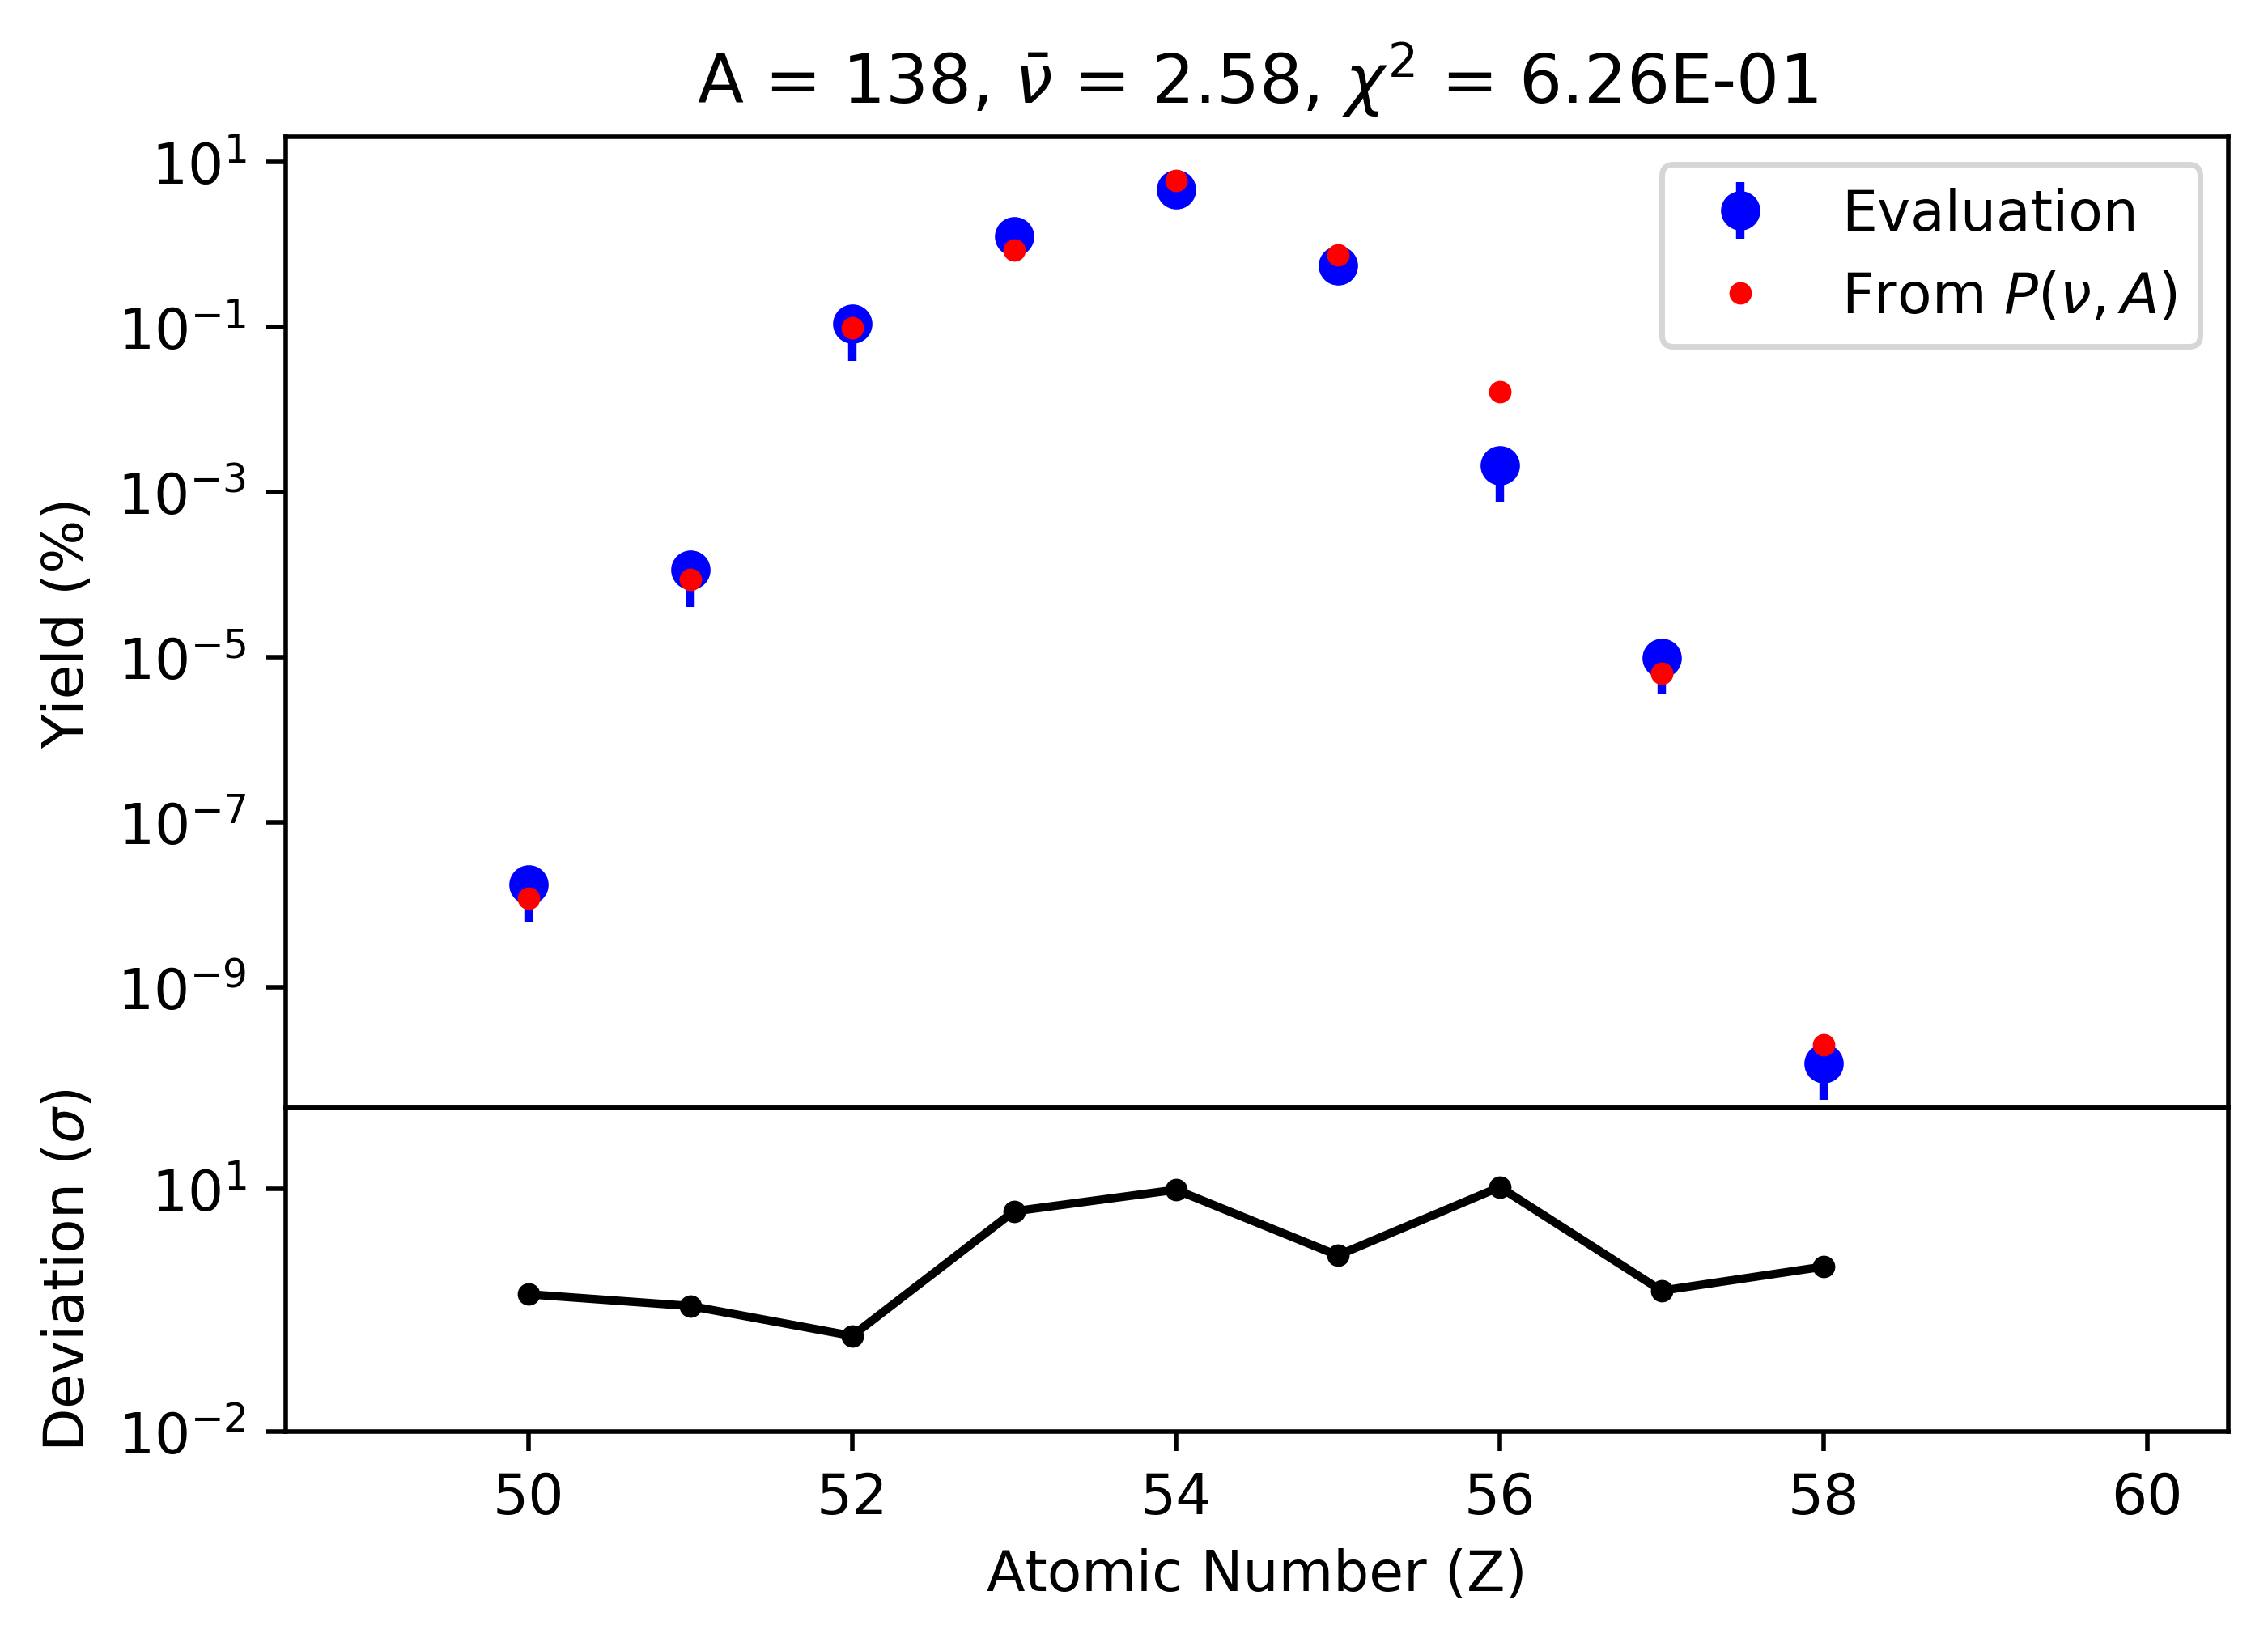 A = 138, ν̄ = 2.58, χ² = 6.26E-01
Evaluation
From P(ν, A)
Yield (%)
10¹
10⁻¹
10⁻³
10⁻⁵
10⁻⁷
10⁻⁹
Deviation (σ)
10¹
10⁻²
50 52 54 56 58 60
Atomic Number (Z)